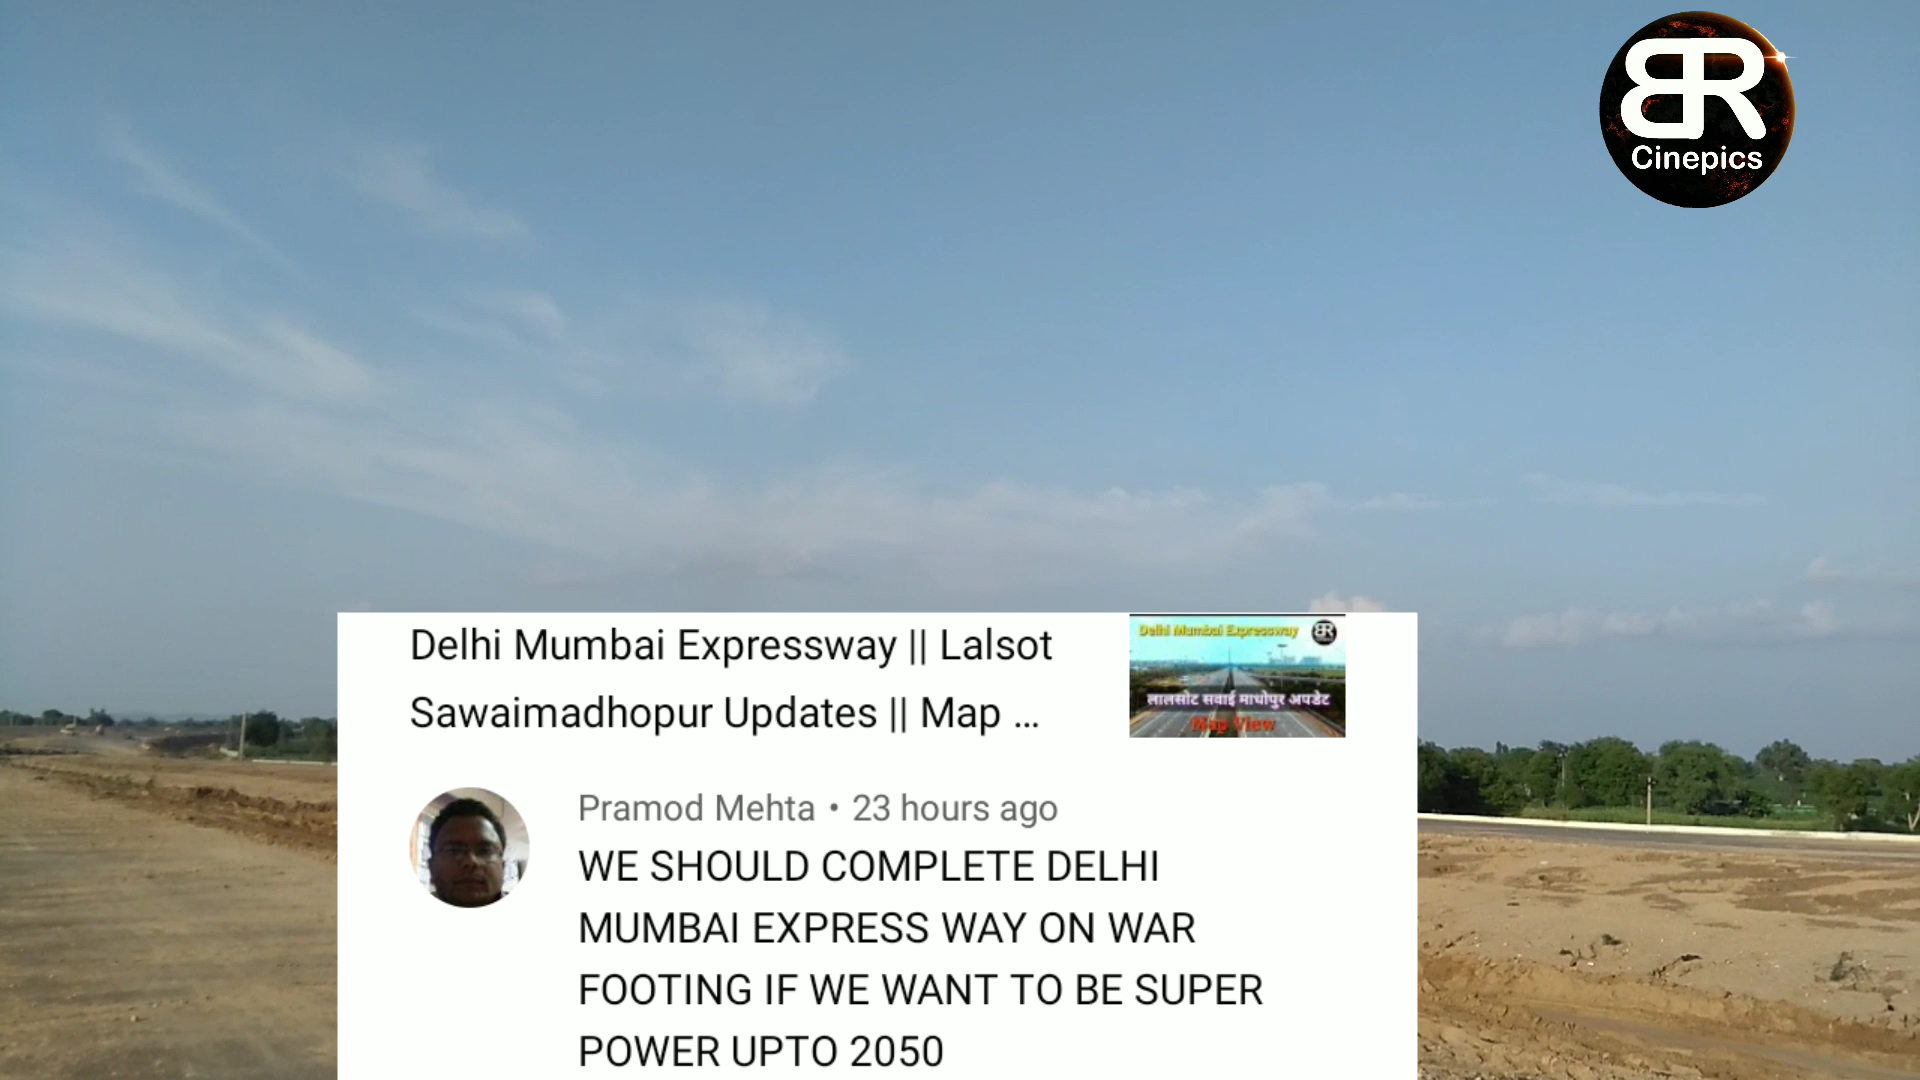 BR
Cinepics
Delhi Mumbai Expressway || Lalsot
Sawaimadhopur Updates || Map ...
Delhi Mumbai Expressway
BR
लालसोट सवाई माधोपुर अपडेट
Map View
Pramod Mehta • 23 hours ago
WE SHOULD COMPLETE DELHI
MUMBAI EXPRESS WAY ON WAR
FOOTING IF WE WANT TO BE SUPER
POWER UPTO 2050